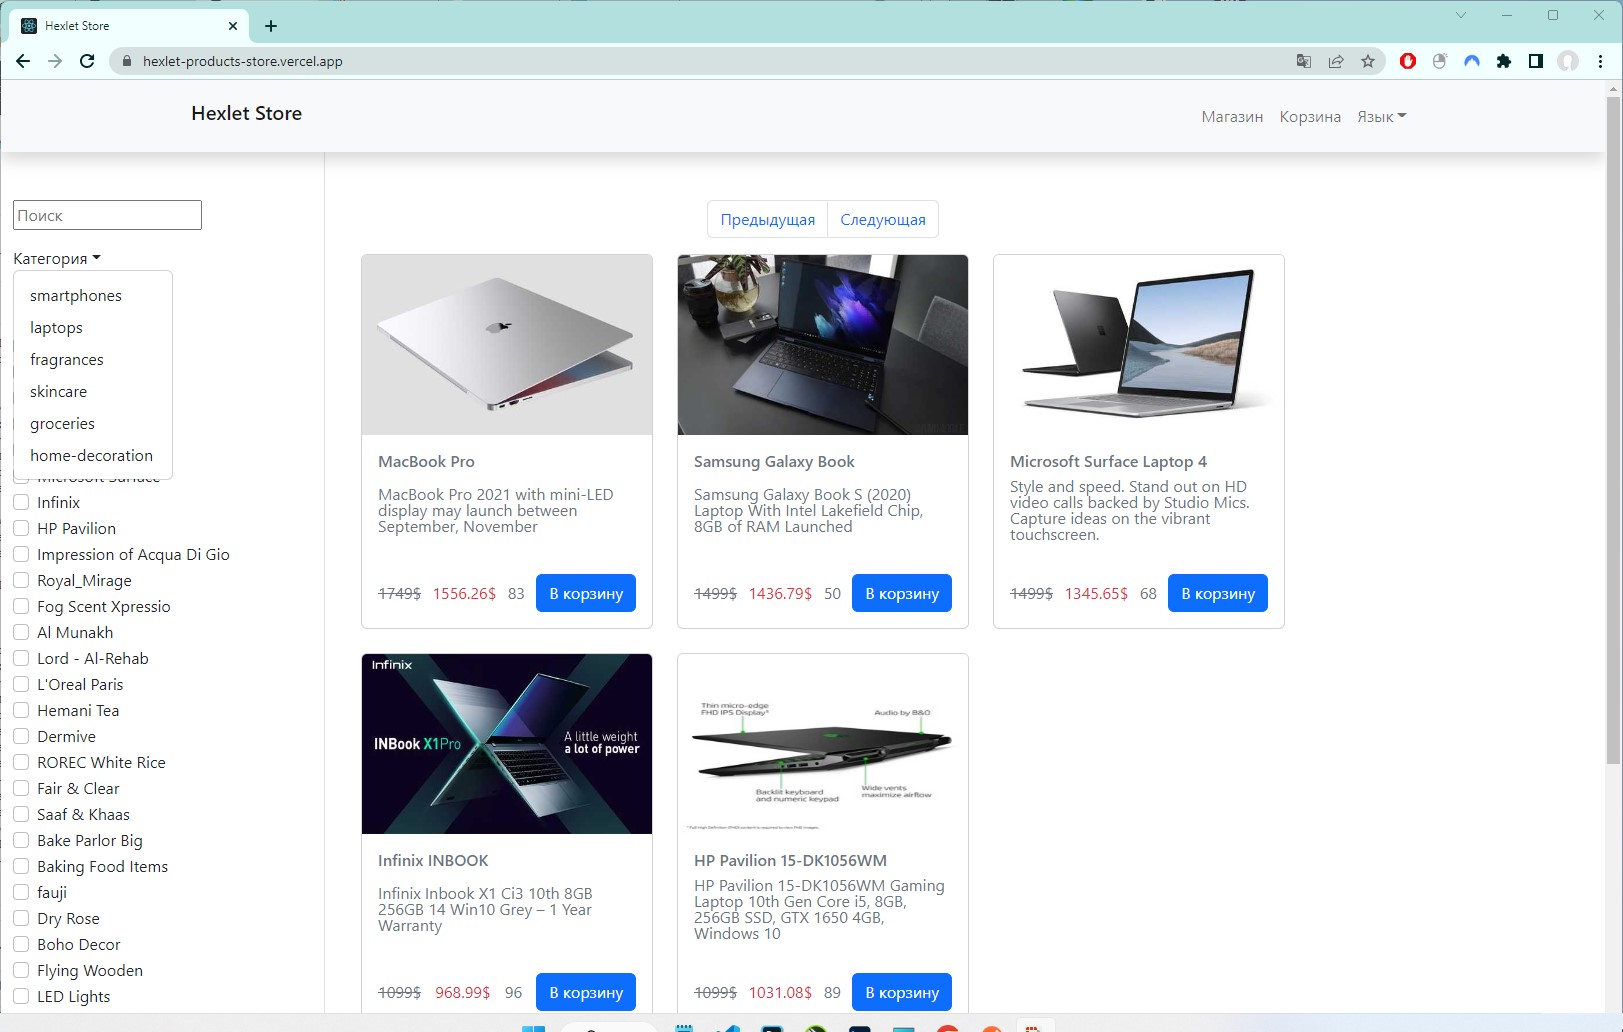 Hexlet Store
hexlet-products-store.vercel.app
Hexlet Store
Магазин
Корзина
Язык
Поиск
Категория
smartphones
laptops
fragrances
skincare
groceries
home-decoration
Microsoft Surface
Infinix
HP Pavilion
Impression of Acqua Di Gio
Royal_Mirage
Fog Scent Xpressio
Al Munakh
Lord - Al-Rehab
L'Oreal Paris
Hemani Tea
Dermive
ROREC White Rice
Fair & Clear
Saaf & Khaas
Bake Parlor Big
Baking Food Items
fauji
Dry Rose
Boho Decor
Flying Wooden
LED Lights
Предыдущая
Следующая
MacBook Pro
MacBook Pro 2021 with mini-LED
display may launch between
September, November
1749$ 1556.26$ 83 В корзину
Samsung Galaxy Book
Samsung Galaxy Book S (2020)
Laptop With Intel Lakefield Chip,
8GB of RAM Launched
1499$ 1436.79$ 50 В корзину
Microsoft Surface Laptop 4
Style and speed. Stand out on HD
video calls backed by Studio Mics.
Capture ideas on the vibrant
touchscreen.
1499$ 1345.65$ 68 В корзину
Infinix
INBook X1Pro
A little weight
a lot of power
Infinix INBOOK
Infinix Inbook X1 Ci3 10th 8GB
256GB 14 Win10 Grey – 1 Year
Warranty
1099$ 968.99$ 96 В корзину
Thin micro-edge
FHD IPS Display*
Audio by B&O
Backlit keyboard
and numeric keypad
Wide vents
maximize airflow
HP Pavilion 15-DK1056WM
HP Pavilion 15-DK1056WM Gaming
Laptop 10th Gen Core i5, 8GB,
256GB SSD, GTX 1650 4GB,
Windows 10
1099$ 1031.08$ 89 В корзину